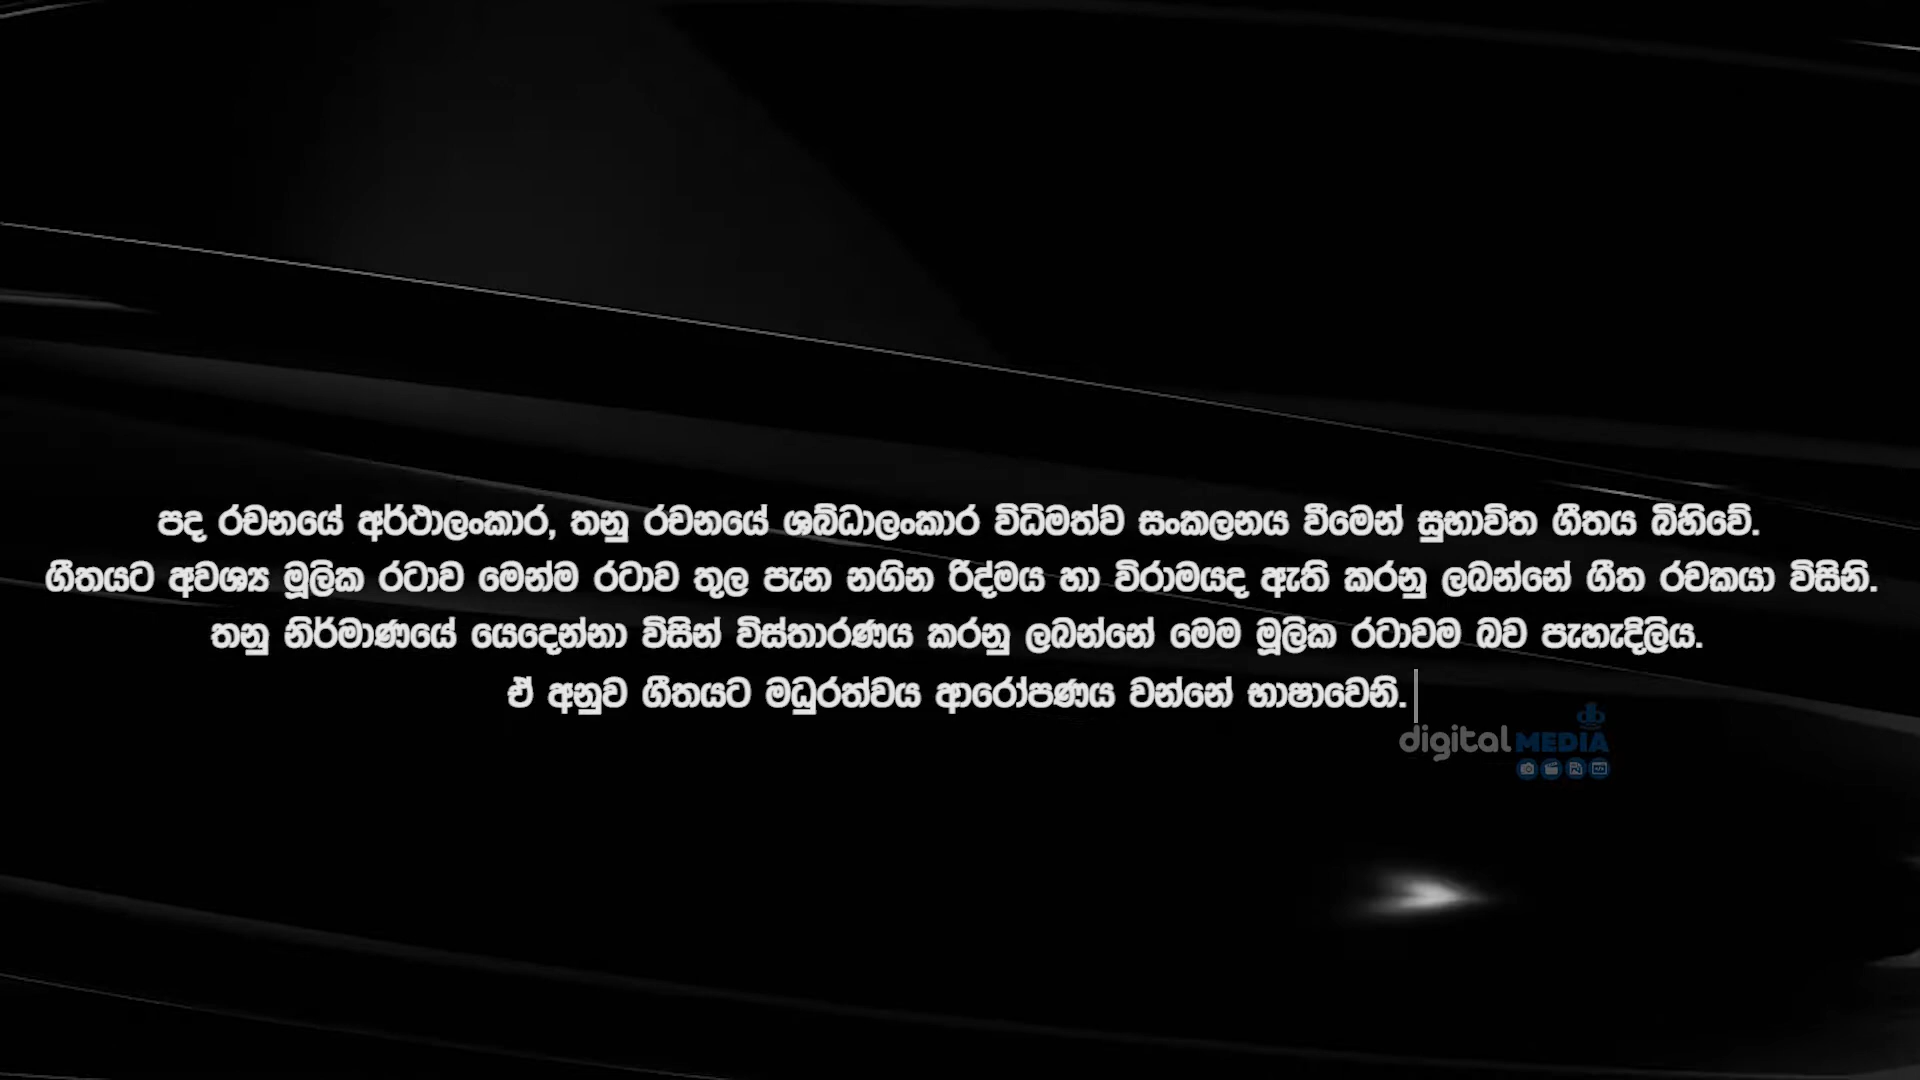 පද රචනයේ අර්ථාලංකාර, තනු රචනයේ ශබ්ධාලංකාර විධිමත්ව සංකලනය වීමෙන් සුභාවිත ගීතය බිහිවේ.
ගීතයට අවශ්‍ය මූලික රටාව මෙන්ම රටාව තුල පැන නගින රිද්මය හා විරාමයද ඇති කරනු ලබන්නේ ගීත රචකයා විසිනි.
තනු නිර්මාණයේ යෙදෙන්නා විසින් විස්තාරණය කරනු ලබන්නේ මෙම මූලික රටාවම බව පැහැදිලිය.
ඒ අනුව ගීතයට මධුරත්වය ආරෝපණය වන්නේ භාෂාවෙනි.
digital MEDIA